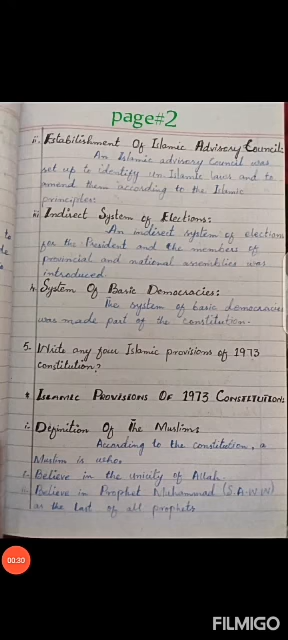 page#2
ii. Estabilishment Of Islamic Advisory Council:
An Islamic advisory Council was
set up to identify un Islamic laws and to
amend them according to the Islamic
principles.
iii Indirect System of Elections:
An indirect system of elections
for the President and the members of
provincial and national assemblies was
introduced.
iv. System Of Basic Democracies:
The system of basic democracies
was made part of the constitution.
5. Write any four Islamic provisions of 1973
constitution?
Islamic Provisions Of 1973 Constitution
i. Definition Of The Muslim:
According to the constitution, a
Muslim is who:
Believe in the unicity of Allah.
Believe in Prophet Muhammad (S.A.W.W)
as the last of all prophets
00:30
FILMIGO